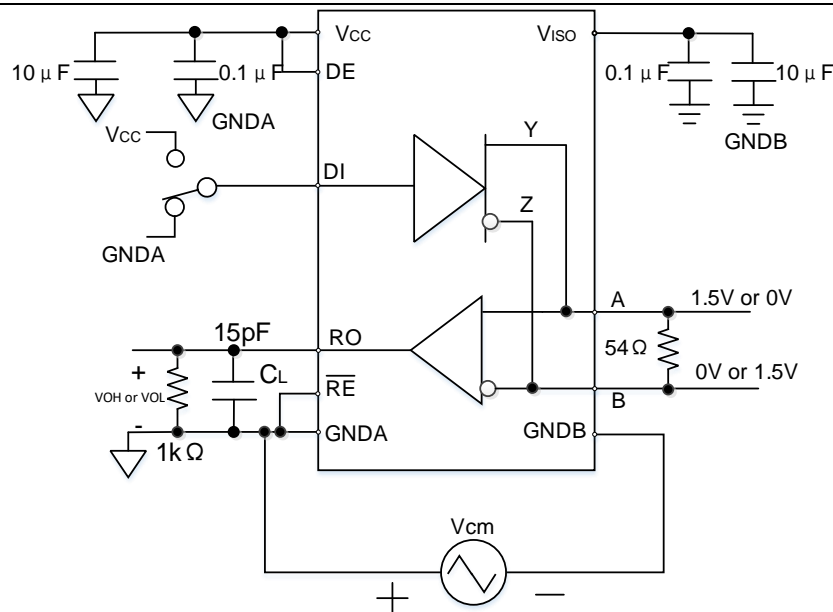 Vcc
VISO
10 μF
0.1 μF
DE
0.1 μF
10 μF
GNDA
GNDB
Vcc
Y
DI
Z
GNDA
A
1.5V or 0V
15pF
RO
54Ω
+
CL
RE
0V or 1.5V
VOH or VOL
B
-
GNDA
GNDB
1kΩ
Vcm
+
−